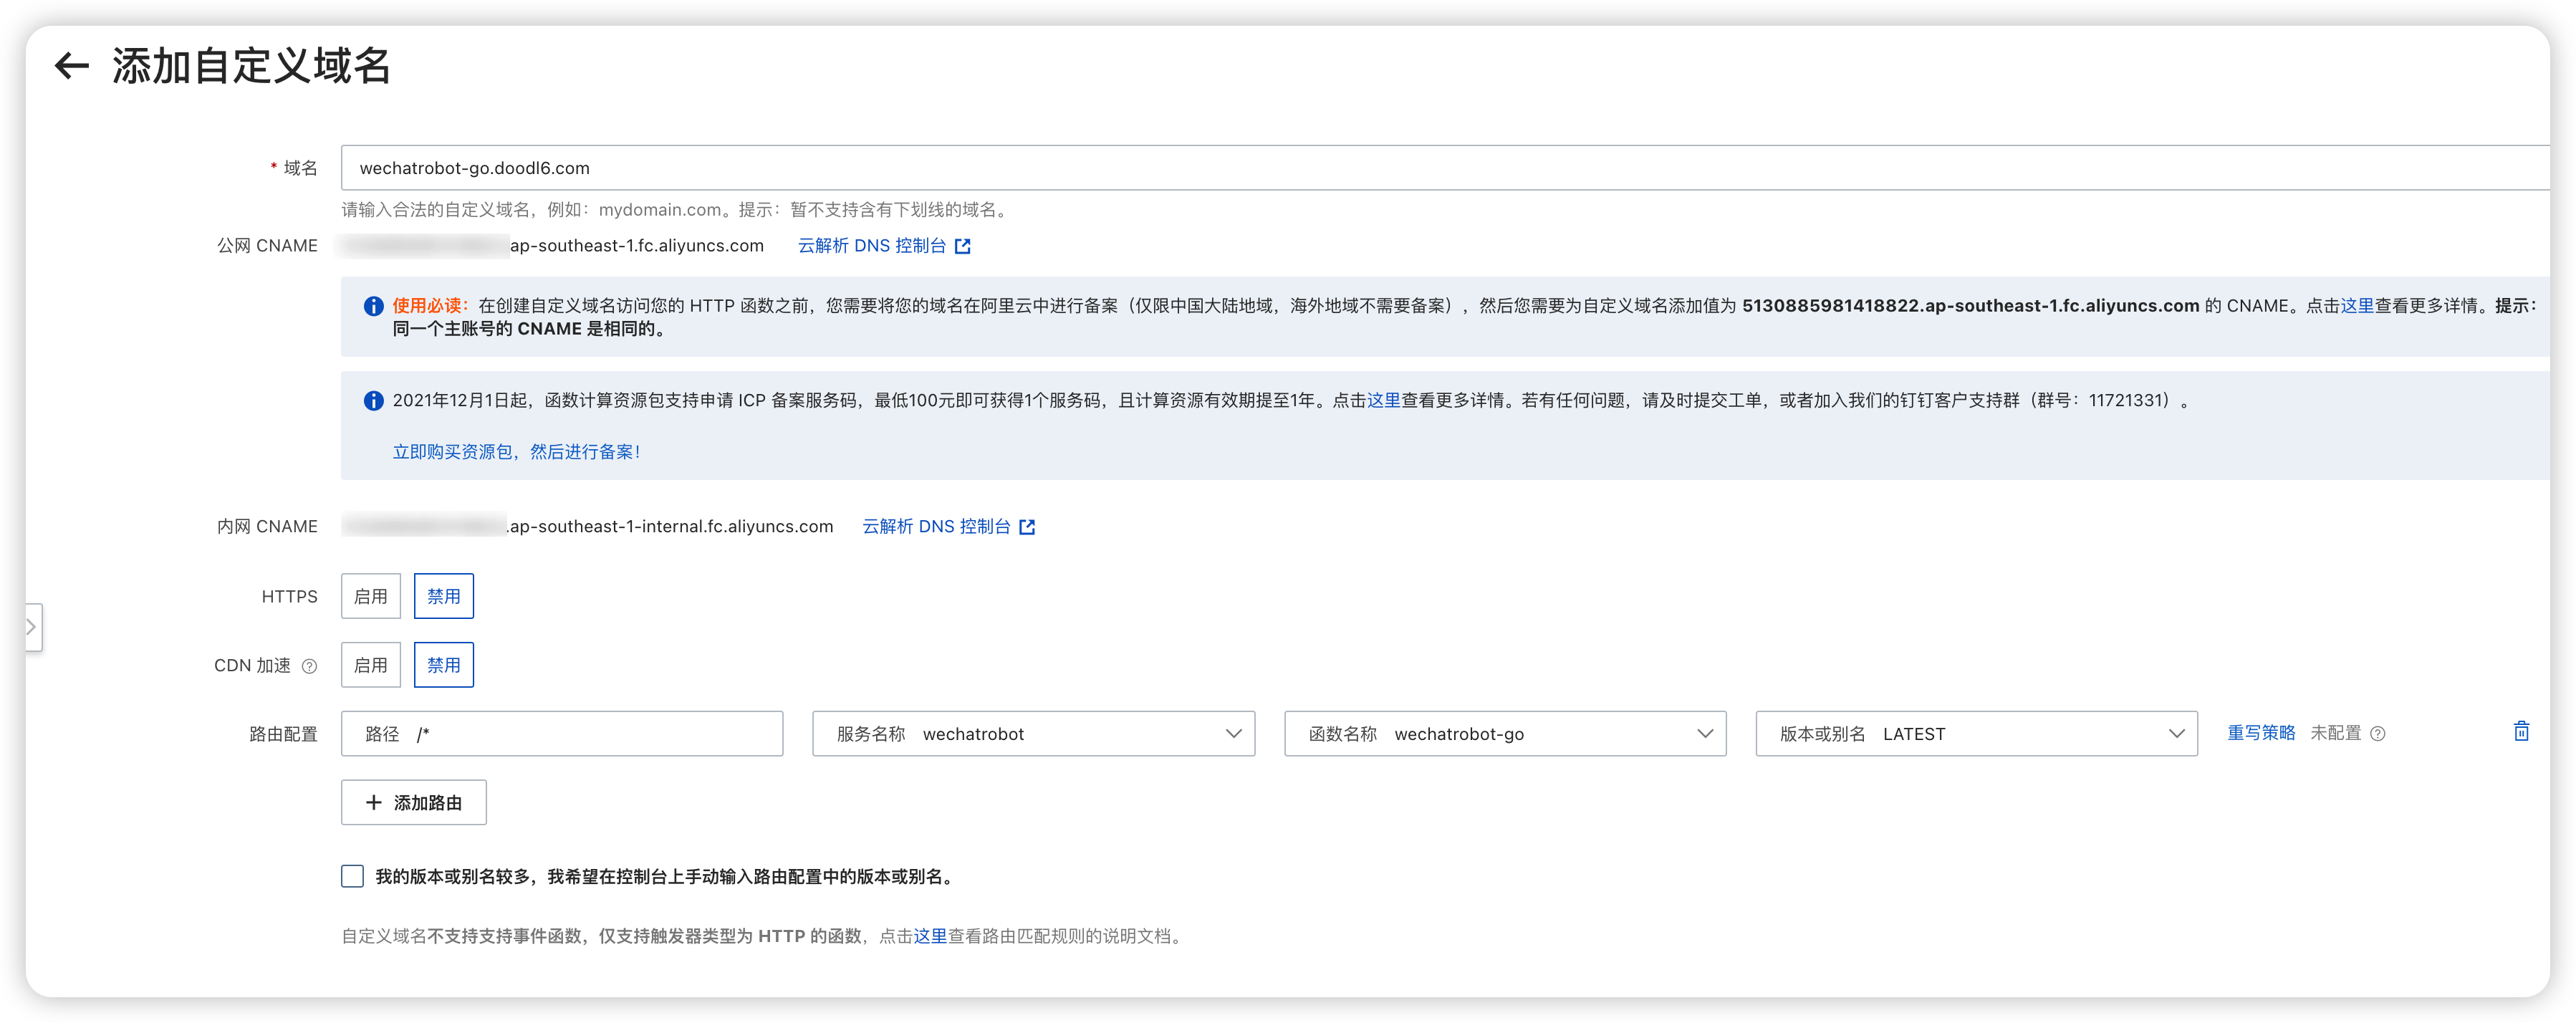 添加自定义域名
* 域名 wechatrobot-go.doodl6.com
请输入合法的自定义域名，例如：mydomain.com。提示：暂不支持含有下划线的域名。
公网 CNAME ap-southeast-1.fc.aliyuncs.com 云解析 DNS 控制台
使用必读：在创建自定义域名访问您的 HTTP 函数之前，您需要将您的域名在阿里云中进行备案（仅限中国大陆地域，海外地域不需要备案），然后您需要为自定义域名添加值为 5130885981418822.ap-southeast-1.fc.aliyuncs.com 的 CNAME。点击这里查看更多详情。提示：
同一个主账号的 CNAME 是相同的。
2021年12月1日起，函数计算资源包支持申请 ICP 备案服务码，最低100元即可获得1个服务码，且计算资源有效期提至1年。点击这里查看更多详情。若有任何问题，请及时提交工单，或者加入我们的钉钉客户支持群（群号：11721331）。
立即购买资源包，然后进行备案！
内网 CNAME .ap-southeast-1-internal.fc.aliyuncs.com 云解析 DNS 控制台
HTTPS 启用 禁用
CDN 加速 启用 禁用
路由配置 路径 /* 服务名称 wechatrobot 函数名称 wechatrobot-go 版本或别名 LATEST 重写策略 未配置
+ 添加路由
我的版本或别名较多，我希望在控制台上手动输入路由配置中的版本或别名。
自定义域名不支持支持事件函数，仅支持触发器类型为 HTTP 的函数，点击这里查看路由匹配规则的说明文档。